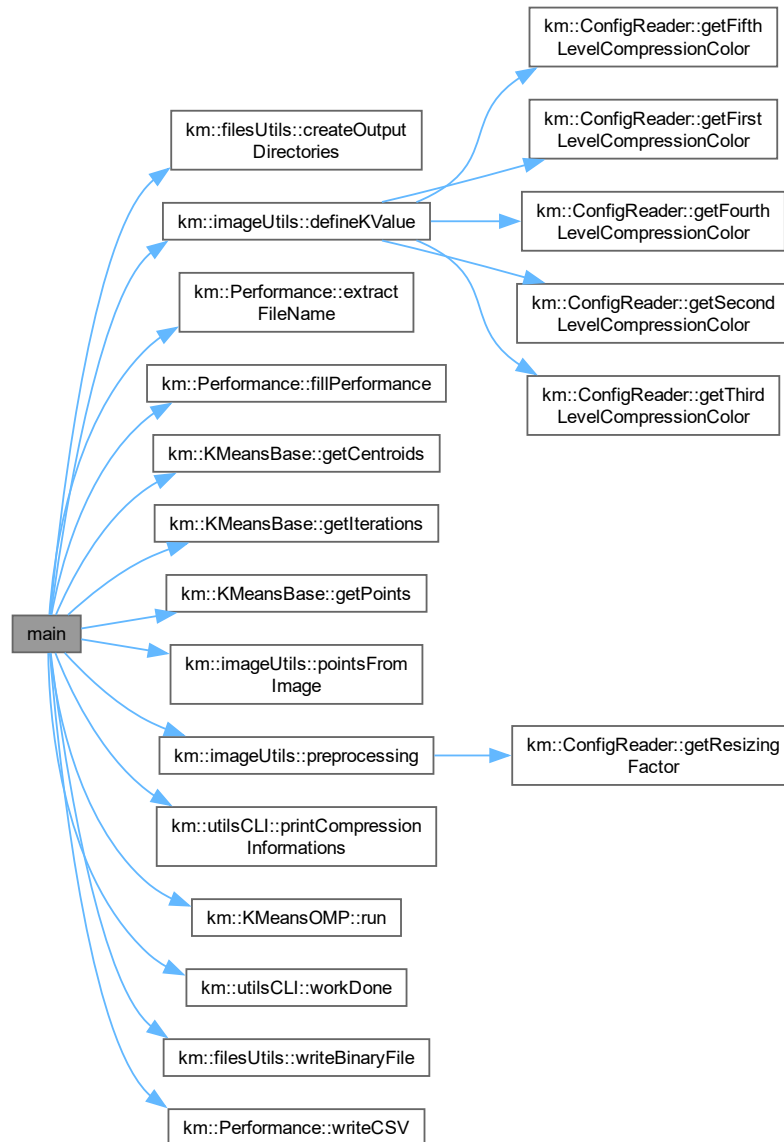 main
km::filesUtils::createOutput
Directories
km::imageUtils::defineKValue
km::Performance::extract
FileName
km::Performance::fillPerformance
km::KMeansBase::getCentroids
km::KMeansBase::getIterations
km::KMeansBase::getPoints
km::imageUtils::pointsFrom
Image
km::imageUtils::preprocessing
km::utilsCLI::printCompression
Informations
km::KMeansOMP::run
km::utilsCLI::workDone
km::filesUtils::writeBinaryFile
km::Performance::writeCSV
km::ConfigReader::getFifth
LevelCompressionColor
km::ConfigReader::getFirst
LevelCompressionColor
km::ConfigReader::getFourth
LevelCompressionColor
km::ConfigReader::getSecond
LevelCompressionColor
km::ConfigReader::getThird
LevelCompressionColor
km::ConfigReader::getResizing
Factor